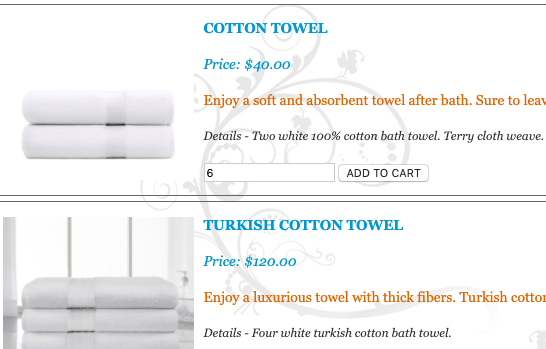 COTTON TOWEL
Price: $40.00
Enjoy a soft and absorbent towel after bath. Sure to
Details - Two white 100% cotton bath towel. Terry cloth weave.
6
ADD TO CART
TURKISH COTTON TOWEL
Price: $120.00
Enjoy a luxurious towel with thick fibers. Turkish
Details - Four white turkish cotton bath towel.